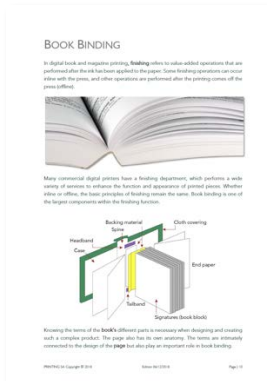 BOOK BINDING
In digital book and magazine printing, finishing refers to value-added operations that are
performed after the ink has been applied to the paper. Some finishing operations can occur
inline with the press, and other operations are performed after the printing comes off the
press (offline).
Many commercial digital printers have a finishing department, which performs a wide
variety of services to enhance the function and appearance of printed pieces. Whether
inline or offline, the basic principles of finishing remain the same. Book binding is one of
the largest components within the finishing function.
Backing material
Cloth covering
Spine
Headband
Case
End paper
Tailband
Signatures (book block)
Knowing the terms of the book's different parts is necessary when designing and creating
such a complex product. The page also has its own anatomy. The terms are intimately
connected to the design of the page but also play an important role in book binding.